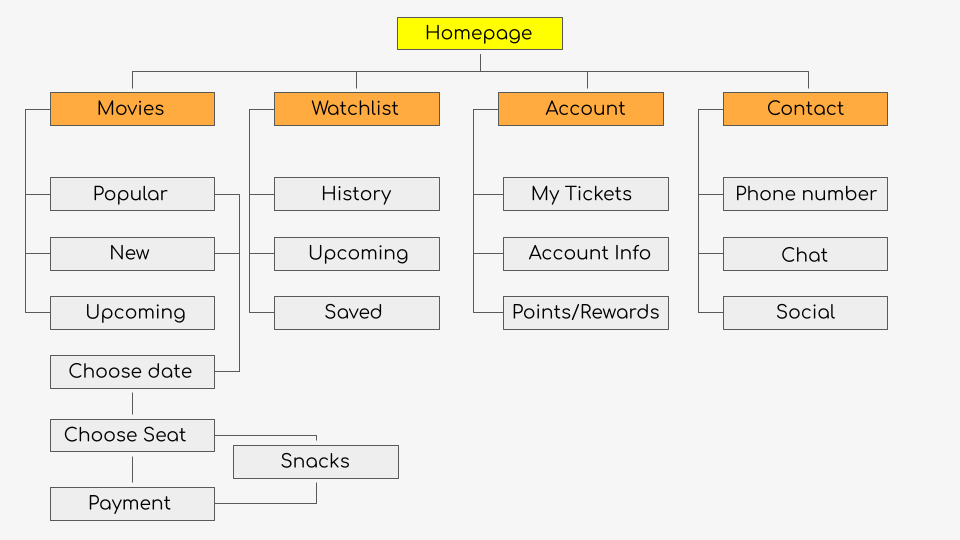 Homepage
Movies
Watchlist
Account
Contact
Popular
History
My Tickets
Phone number
New
Upcoming
Account Info
Chat
Upcoming
Saved
Points/Rewards
Social
Choose date
Choose Seat
Snacks
Payment